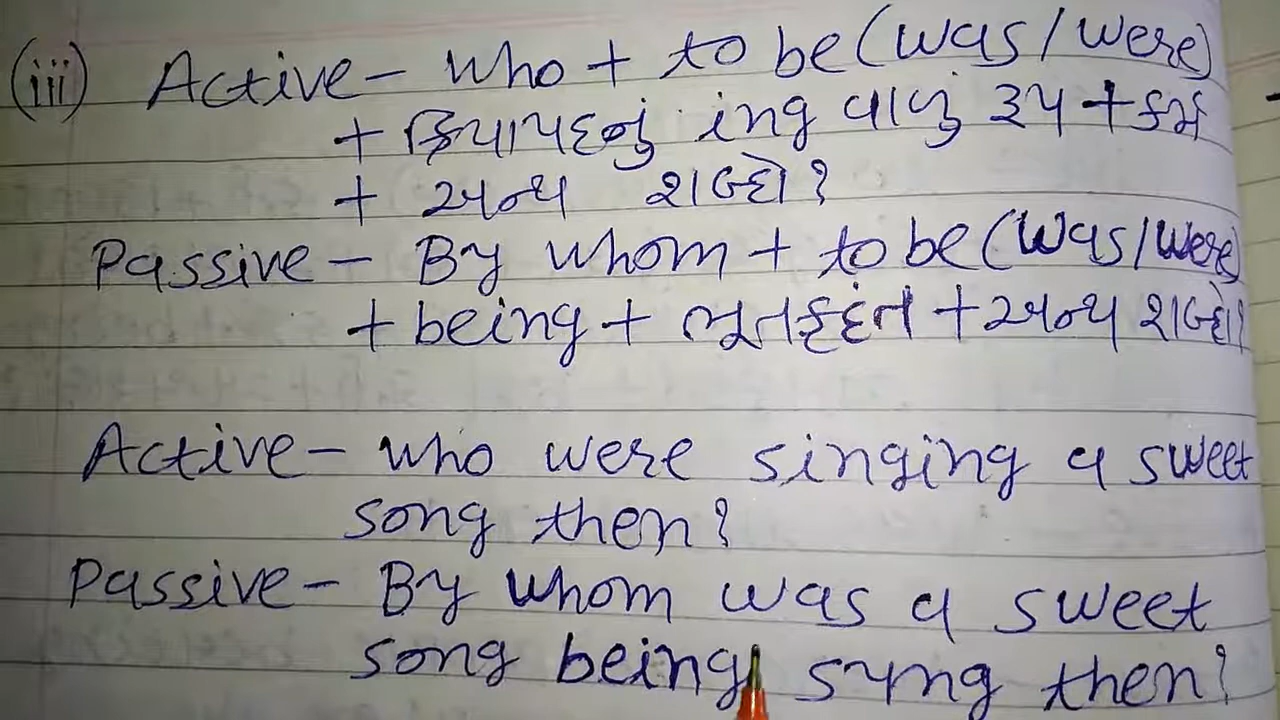 (iii) Active - who + to be (was/were)
+ ક્રિયાપદનું ing વાળું રૂપ + કર્મ
+ અન્ય શબ્દો?
Passive - By whom + to be (was/were)
+ being + ભૂતકૃદંત + અન્ય શબ્દો?
Active - who were singing a sweet
song then?
Passive - By whom was a sweet
song being sung then?